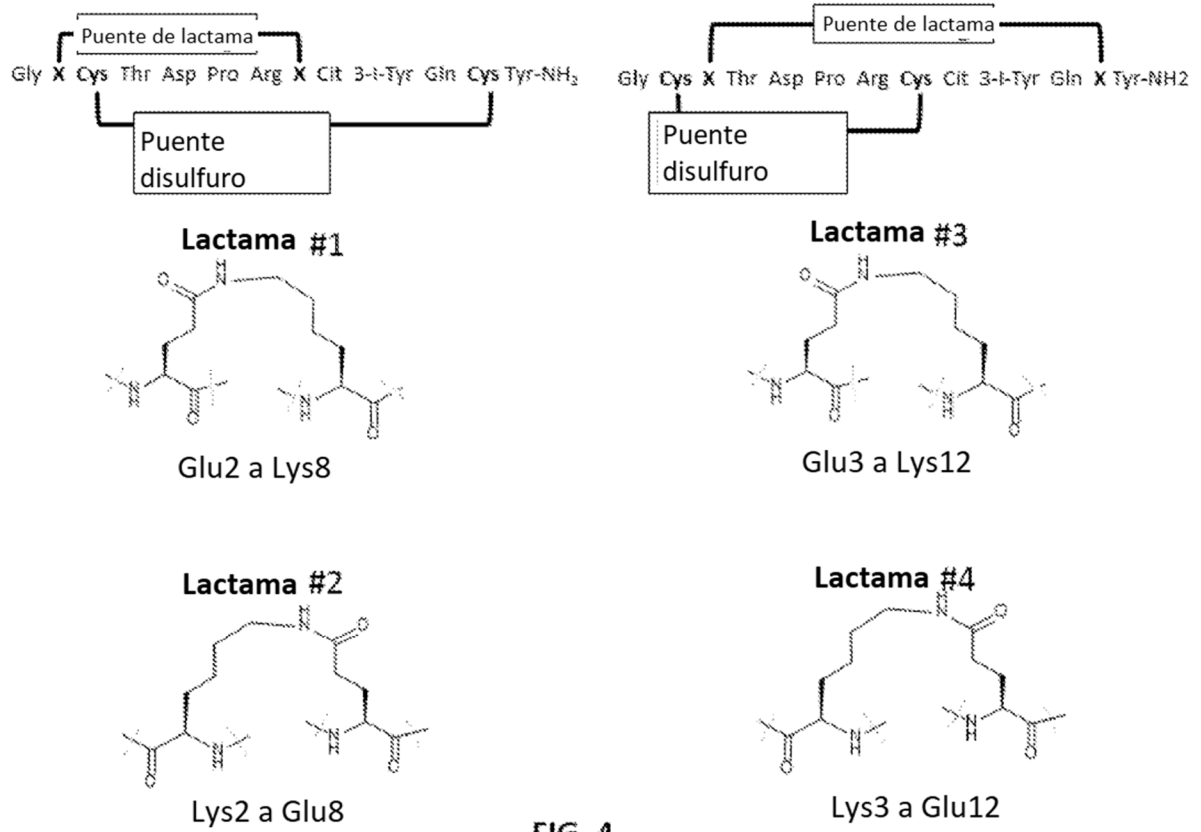 Puente de lactama
Gly X Cys Thr Asp Pro Arg X Cit 3-I-Tyr Gln Cys Tyr-NH₂
Puente
disulfuro
Puente de lactama
Gly Cys X Thr Asp Pro Arg Cys Cit 3-I-Tyr Gln X Tyr-NH2
Puente
disulfuro
Lactama #1
O
H
N
N
H
O
N
H
O
Glu2 a Lys8
Lactama #3
O
H
N
N
H
O
N
H
O
Glu3 a Lys12
Lactama #2
H
N
O
O
N
H
N
H
O
Lys2 a Glu8
Lactama #4
H
N
O
O
N
H
N
H
O
Lys3 a Glu12
FIG. 4